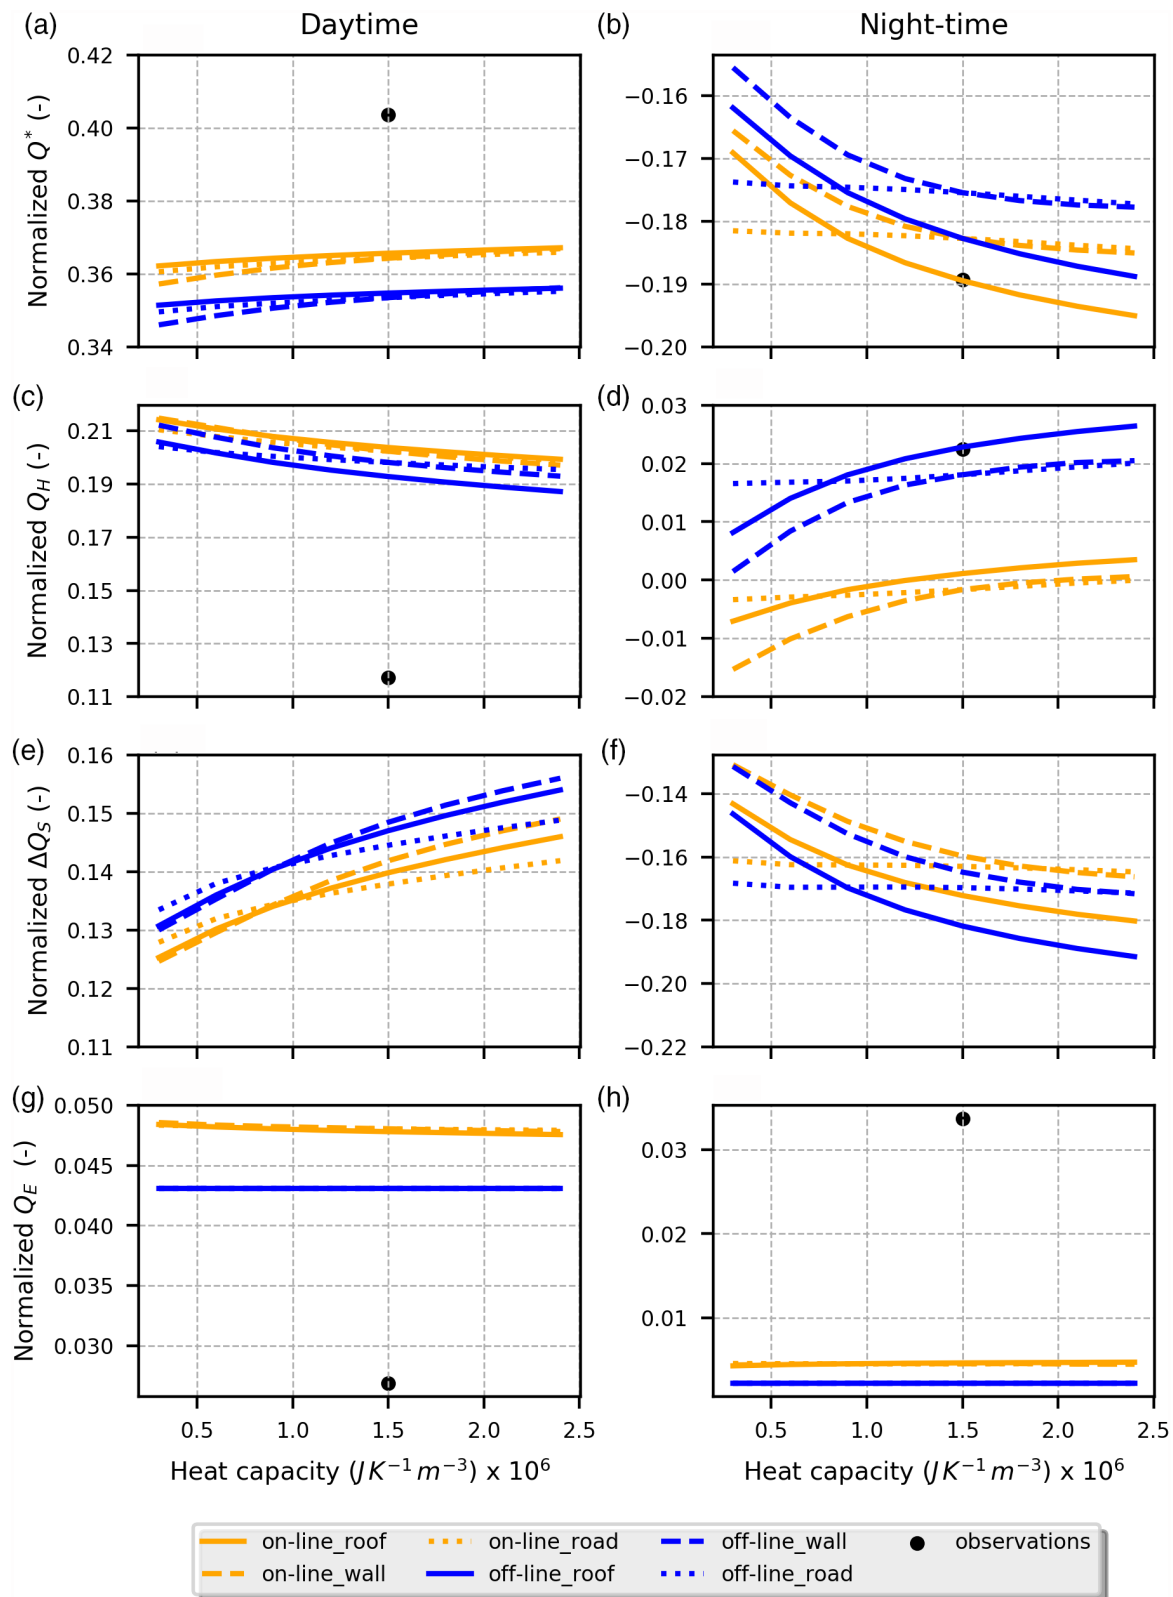 (a) Daytime (b) Night-time
Normalized Q* (-)
0.42
0.40
0.38
0.36
0.34
−0.16
−0.17
−0.18
−0.19
−0.20
(c)
Normalized Q_H (-)
0.21
0.19
0.17
0.15
0.13
0.11
(d)
0.03
0.02
0.01
0.00
−0.01
−0.02
(e)
Normalized ΔQ_S (-)
0.16
0.15
0.14
0.13
0.12
0.11
(f)
−0.14
−0.16
−0.18
−0.20
−0.22
(g)
Normalized Q_E (-)
0.050
0.045
0.040
0.035
0.030
(h)
0.03
0.02
0.01
0.5 1.0 1.5 2.0 2.5 0.5 1.0 1.5 2.0 2.5
Heat capacity (J K⁻¹ m⁻³) x 10⁶ Heat capacity (J K⁻¹ m⁻³) x 10⁶
on-line_roof on-line_road off-line_wall observations
on-line_wall off-line_roof off-line_road